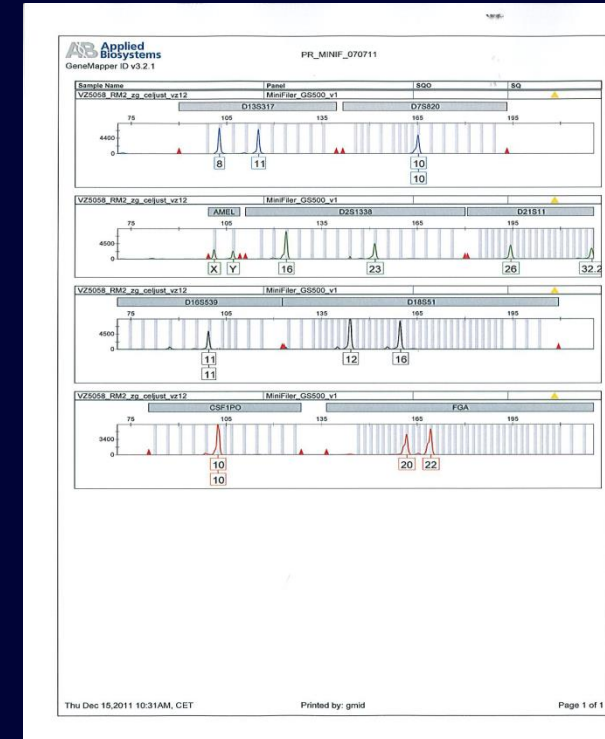 AB Applied Biosystems
GeneMapper ID v3.2.1
PR_MINIF_070711
Sample Name Panel SQO SQ
VZ5058_RM2_zg_celjust_vz12 MiniFiler_GS500_v1
D13S317 D7S820
75 105 135 165 195
4400
0
8 11 10
10
VZ5058_RM2_zg_celjust_vz12 MiniFiler_GS500_v1
AMEL D2S1338 D21S11
75 105 135 165 195
4500
0
X Y 16 23 26 32.2
VZ5058_RM2_zg_celjust_vz12 MiniFiler_GS500_v1
D16S539 D18S51
75 105 135 165 195
4500
0
11 12 16
11
VZ5058_RM2_zg_celjust_vz12 MiniFiler_GS500_v1
CSF1PO FGA
75 105 135 165 195
3400
0
10 20 22
10
Thu Dec 15,2011 10:31AM, CET Printed by: gmid Page 1 of 1